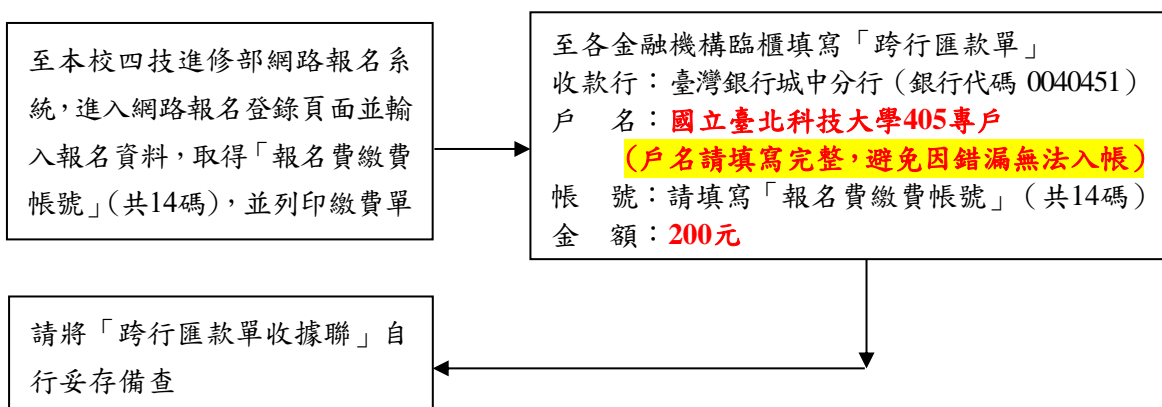 至本校四技進修部網路報名系
統，進入網路報名登錄頁面並輸
入報名資料，取得「報名費繳費
帳號」（共14碼），並列印繳費單
至各金融機構臨櫃填寫「跨行匯款單」
收款行：臺灣銀行城中分行（銀行代碼 0040451）
戶　名：國立臺北科技大學405專戶
（戶名請填寫完整，避免因錯漏無法入帳）
帳　號：請填寫「報名費繳費帳號」（共14碼）
金　額：200元
請將「跨行匯款單收據聯」自
行妥存備查